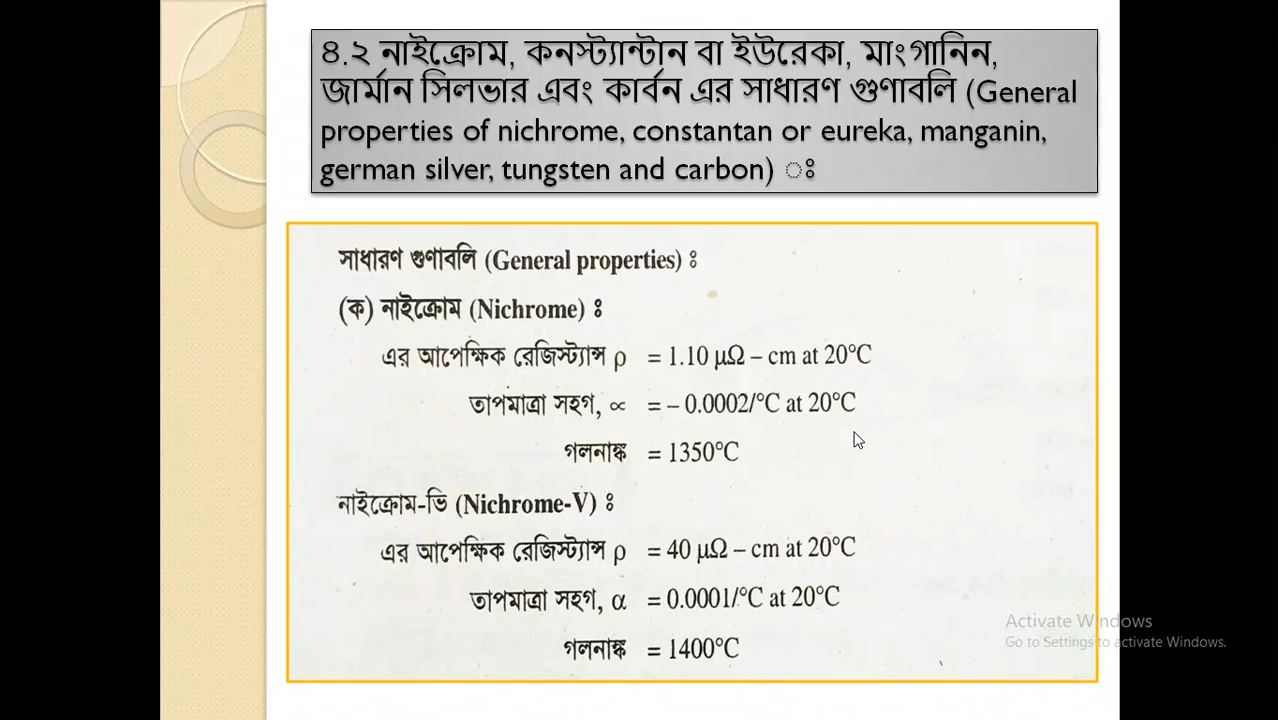 ৪.২ নাইক্রোম, কনস্ট্যান্টান বা ইউরেকা, মাংগানিন,
জার্মান সিলভার এবং কার্বন এর সাধারণ গুণাবলি (General
properties of nichrome, constantan or eureka, manganin,
german silver, tungsten and carbon) ঃ
সাধারণ গুণাবলি (General properties) ঃ
(ক) নাইক্রোম (Nichrome) ঃ
এর আপেক্ষিক রেজিস্ট্যান্স ρ = 1.10 μΩ – cm at 20°C
তাপমাত্রা সহগ, ∝ = – 0.0002/°C at 20°C
গলনাঙ্ক = 1350°C
নাইক্রোম-ভি (Nichrome-V) ঃ
এর আপেক্ষিক রেজিস্ট্যান্স ρ = 40 μΩ – cm at 20°C
তাপমাত্রা সহগ, α = 0.0001/°C at 20°C
গলনাঙ্ক = 1400°C
Activate Windows
Go to Settings to activate Windows.